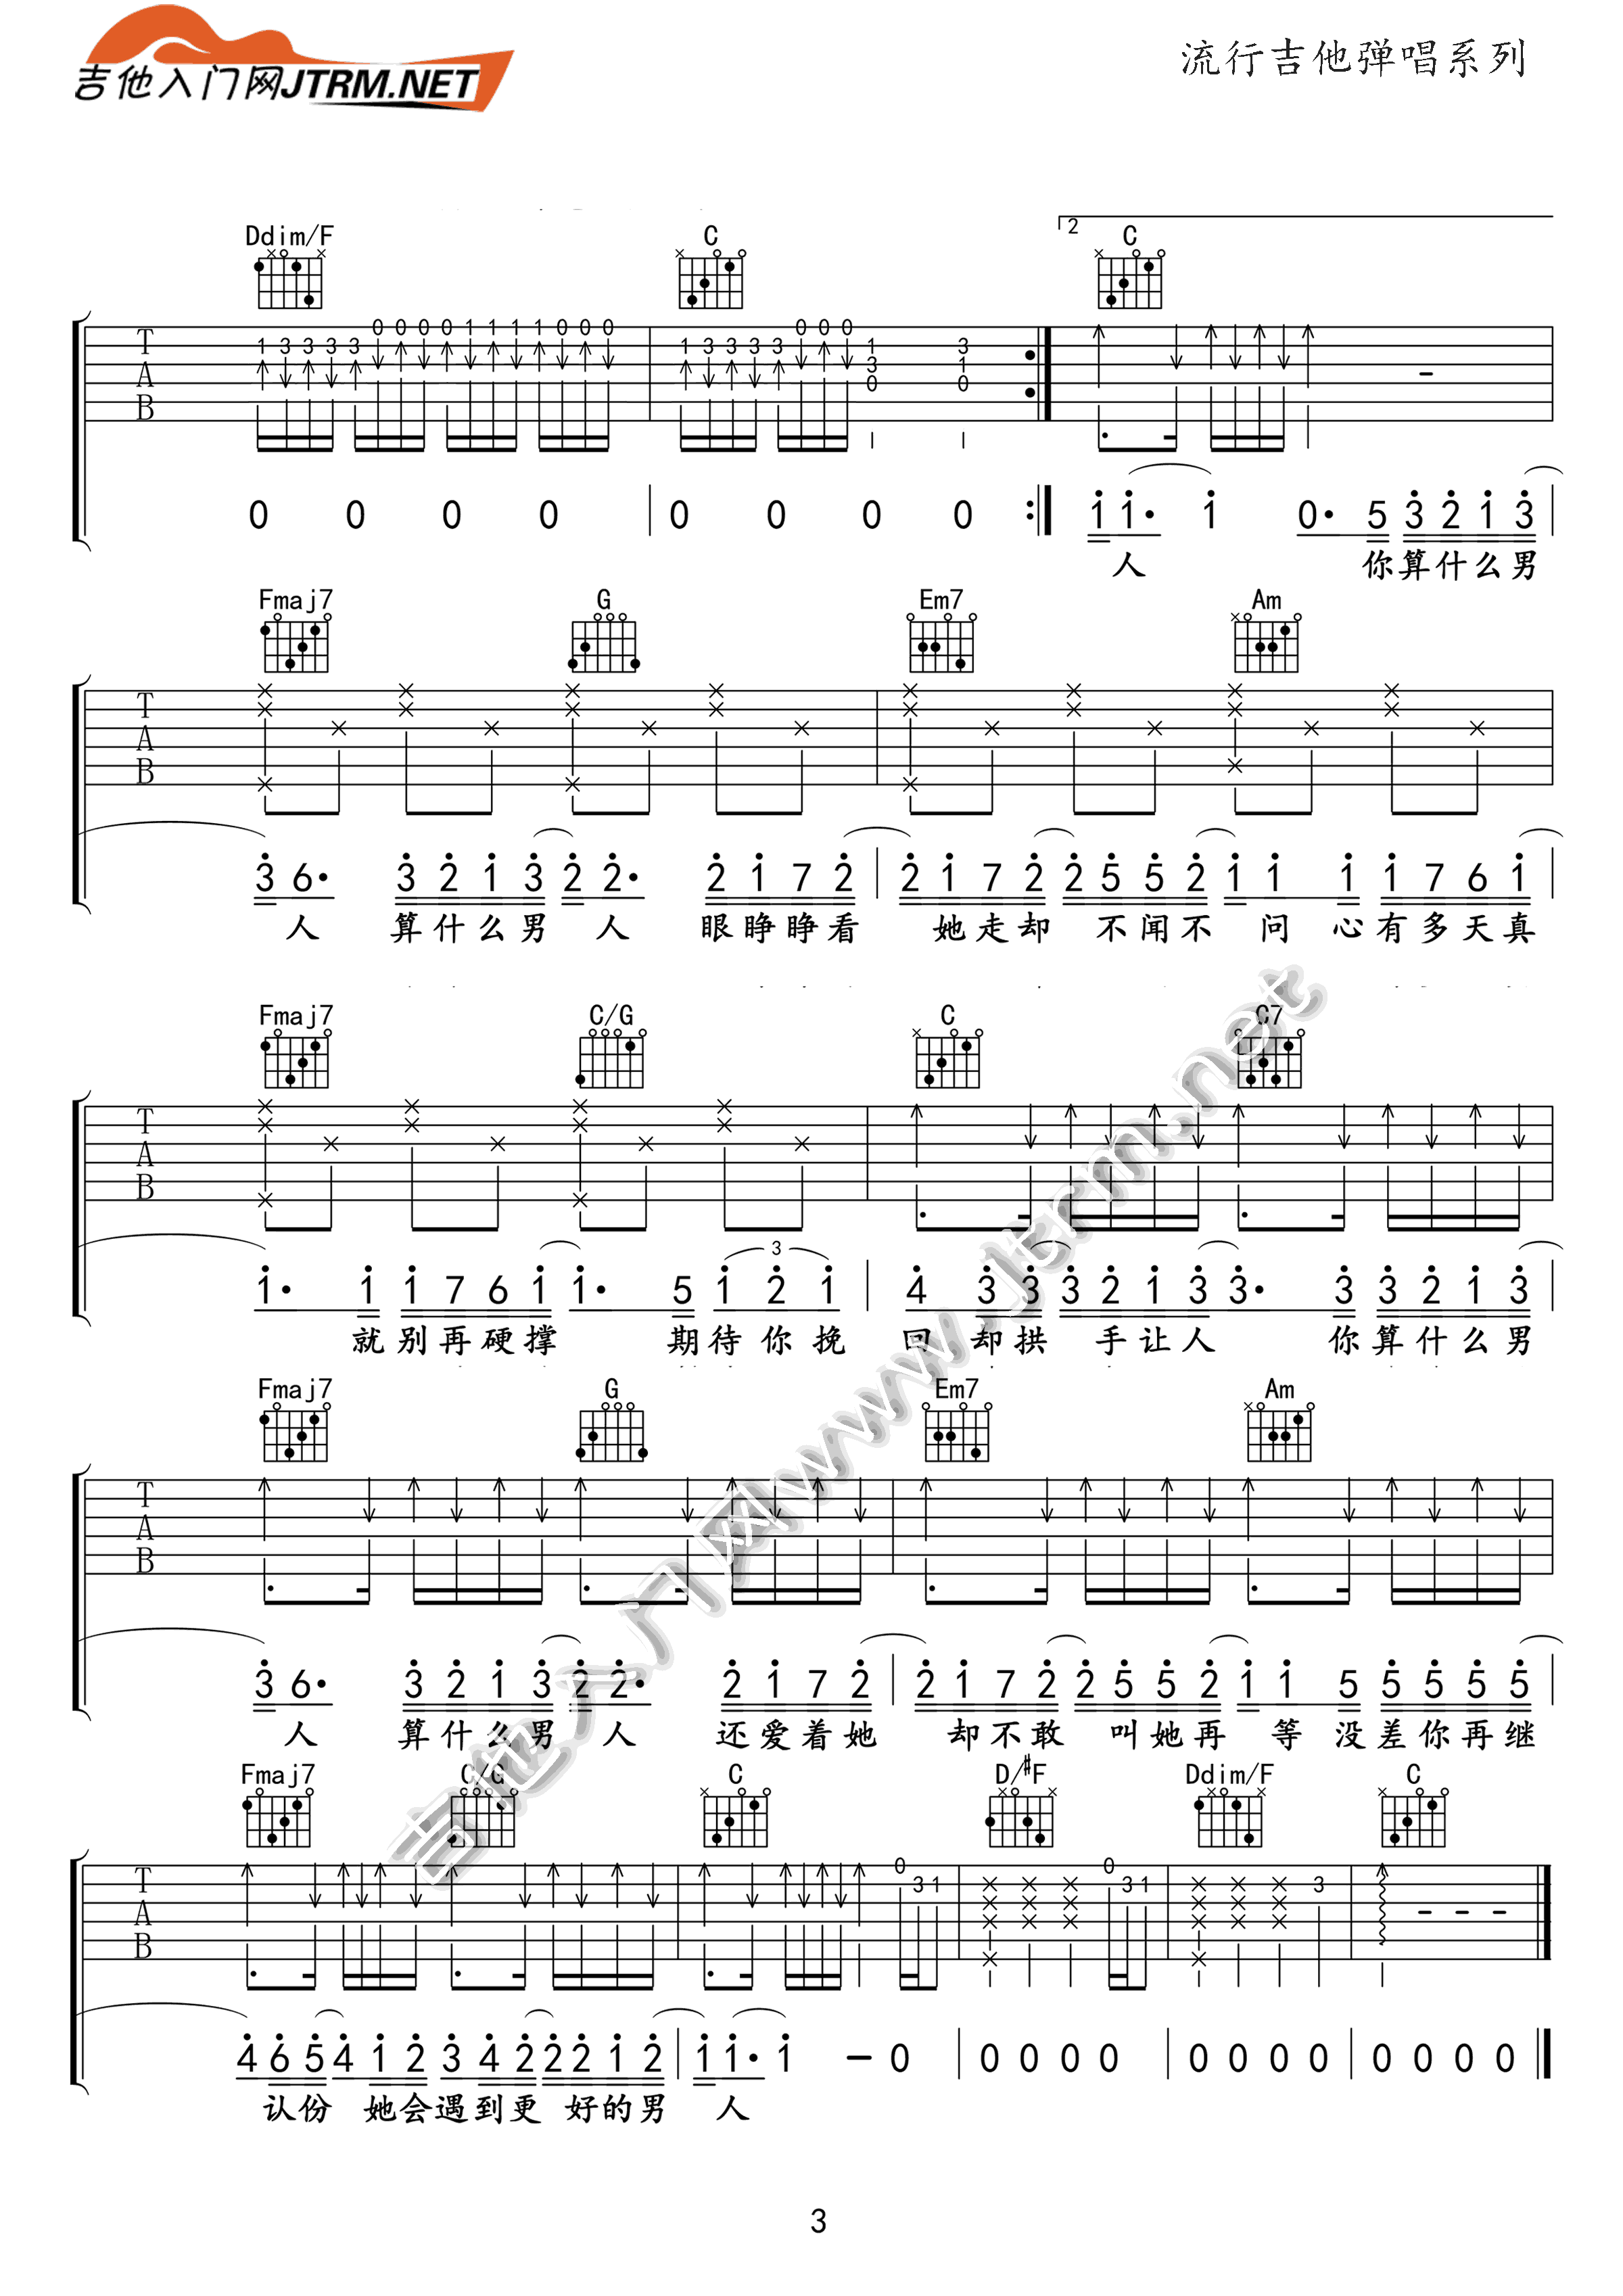 吉他入门网JTRM.NET
流行吉他弹唱系列
Ddim/F C 2 C
1 3 3 3 3 0 0 0 0 1 1 1 1 0 0 0 1 3 3 3 3 0 0 0 1 3 0 3 1 0
T A B
0 0 0 0 0 0 0 0 1 1· 1 0· 5 3 2 1 3
人 你算什么男
Fmaj7 G Em7 Am
T A B
3 6· 3 2 1 3 2 2· 2 1 7 2 2 1 7 2 2 5 5 2 1 1 1 1 7 6 1
人 算什么男人 眼睁睁看 她走却 不闻不 问 心有多天真
Fmaj7 C/G C C7
T A B
3
1· 1 1 7 6 1 1· 5 1 2 1 4 3 3 3 2 1 3 3· 3 3 2 1 3
就别再硬撑 期待你挽 回 却拱 手让人 你算什么男
Fmaj7 G Em7 Am
T A B
3 6· 3 2 1 3 2 2· 2 1 7 2 2 1 7 2 2 5 5 2 1 1 5 5 5 5 5
人 算什么男人 还爱着她 却不敢 叫她再 等 没差你再继
Fmaj7 C/G C D/#F Ddim/F C
0 3 1 0 3 1 3
T A B
4 6 5 4 1 2 3 4 2 2 2 1 2 1 1· 1 – 0 0 0 0 0 0 0 0 0 0 0 0 0
认份 她会遇到更 好的男 人
吉他入门网www.jtrm.net
3